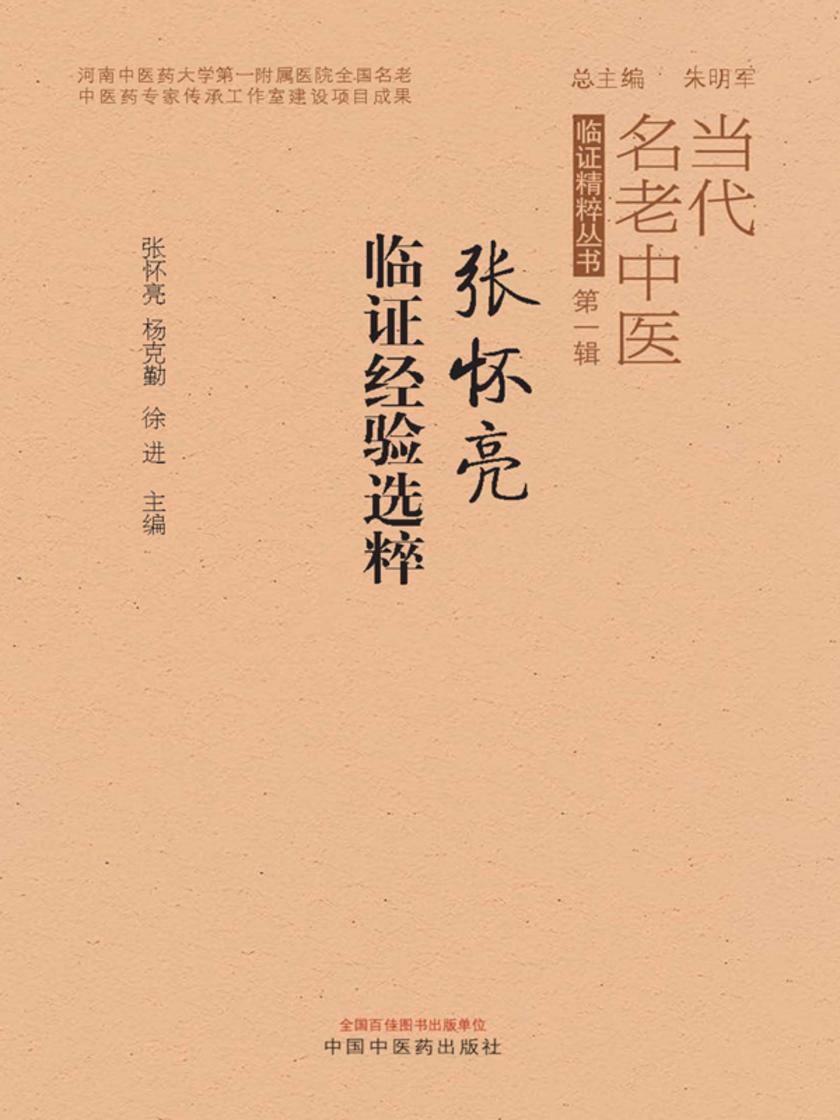 河南中医药大学第一附属医院全国名老
中医药专家传承工作室建设项目成果
总主编 朱明军
当代
名老中医
临证精粹丛书
第一辑
张怀亮
临证经验选粹
张怀亮 杨克勤 徐进 主编
全国百佳图书出版单位
中国中医药出版社